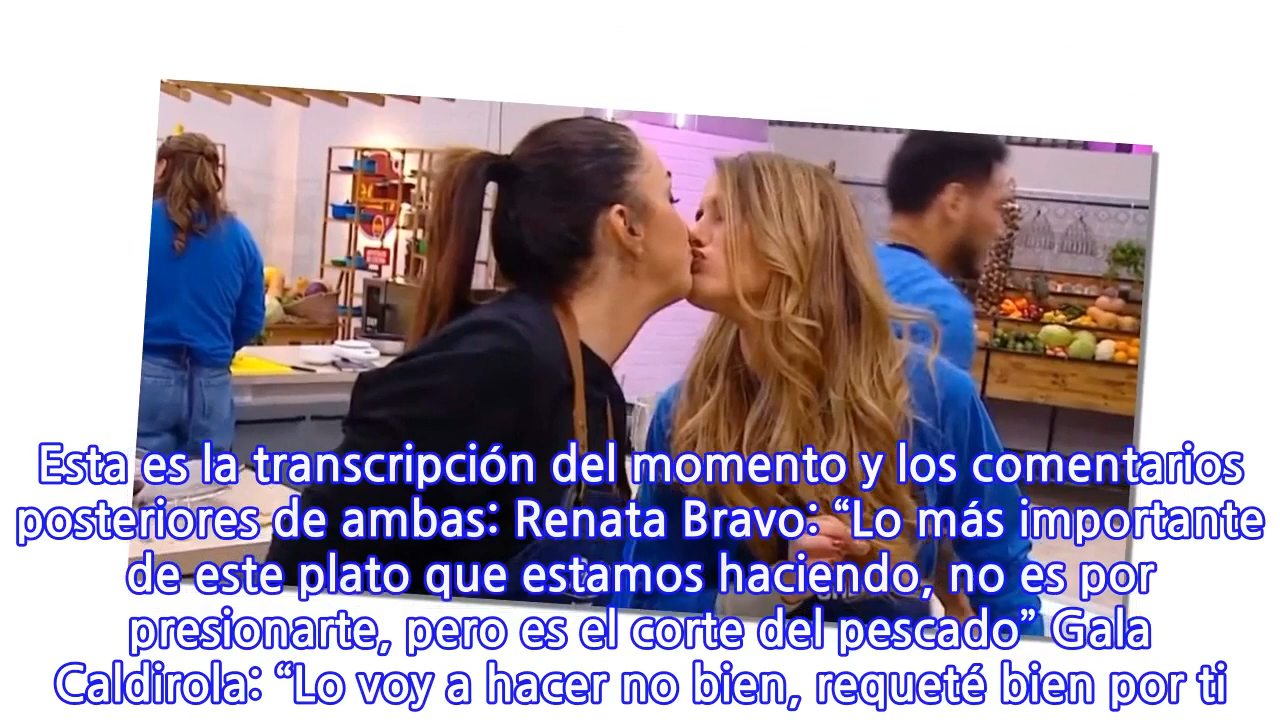 Esta es la transcripción del momento y los comentarios
posteriores de ambas: Renata Bravo: “Lo más importante
de este plato que estamos haciendo, no es por
presionarte, pero es el corte del pescado” Gala
Caldirola: “Lo voy a hacer no bien, requeté bien por ti